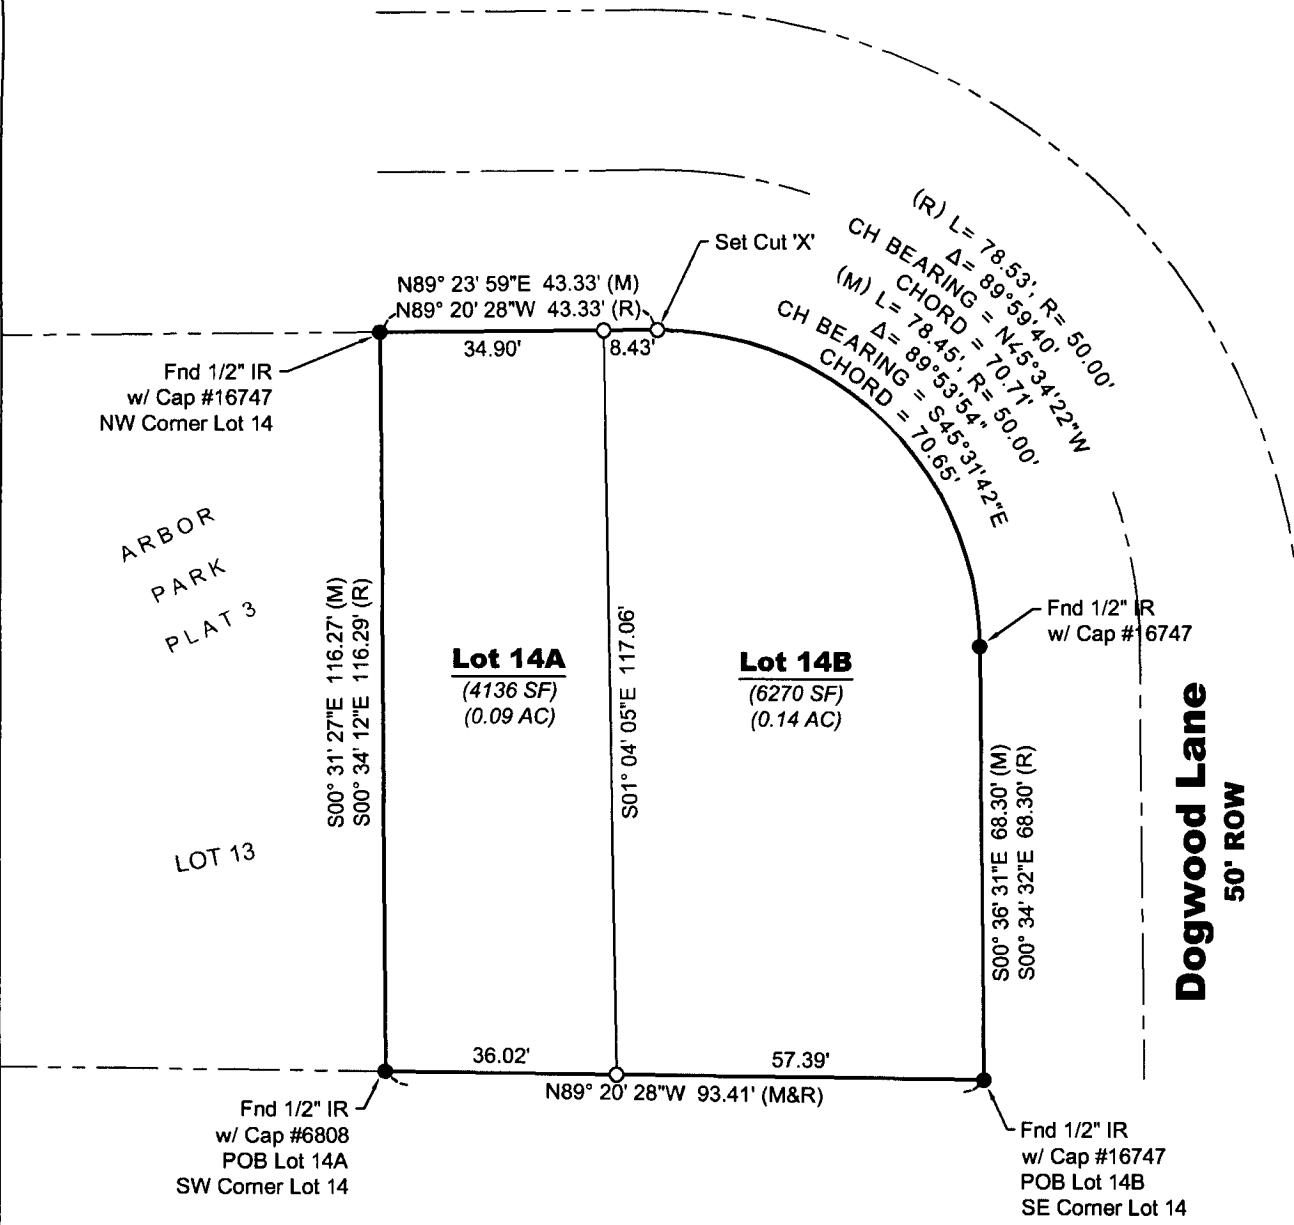 (R) L= 78.53', R= 50.00'
Δ= 89°59'40'
CH BEARING = N45°34'22"W
CHORD = 70.71'
(M) L= 78.45', R= 50.00'
Δ= 89°53'54"
CH BEARING = S45°31'42"E
CHORD = 70.65'
Set Cut 'X'
N89° 23' 59"E 43.33' (M)
N89° 20' 28"W 43.33' (R)
34.90'
8.43'
Fnd 1/2" IR
w/ Cap #16747
NW Corner Lot 14
ARBOR
PARK
PLAT 3
LOT 13
S00° 31' 27"E 116.27' (M)
S00° 34' 12"E 116.29' (R)
Lot 14A
(4136 SF)
(0.09 AC)
S01° 04' 05"E 117.06'
Lot 14B
(6270 SF)
(0.14 AC)
Fnd 1/2" IR
w/ Cap #16747
S00° 36' 31"E 68.30' (M)
S00° 34' 32"E 68.30' (R)
Dogwood Lane
50' ROW
36.02'
57.39'
N89° 20' 28"W 93.41' (M&R)
Fnd 1/2" IR
w/ Cap #6808
POB Lot 14A
SW Corner Lot 14
Fnd 1/2" IR
w/ Cap #16747
POB Lot 14B
SE Corner Lot 14